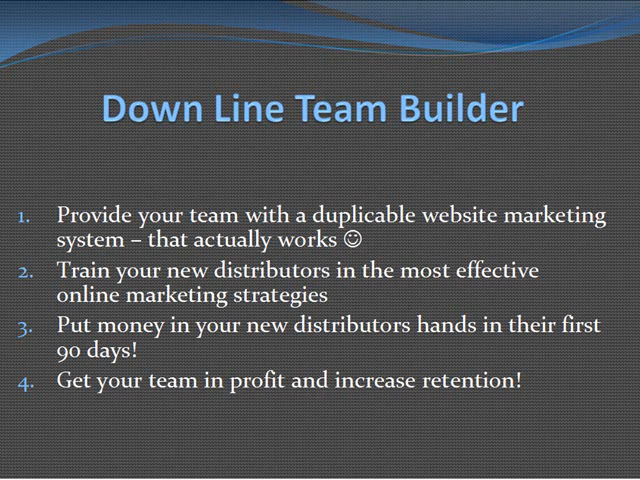 Down Line Team Builder
1. Provide your team with a duplicable website marketing
system – that actually works ☺
2. Train your new distributors in the most effective
online marketing strategies
3. Put money in your new distributors hands in their first
90 days!
4. Get your team in profit and increase retention!